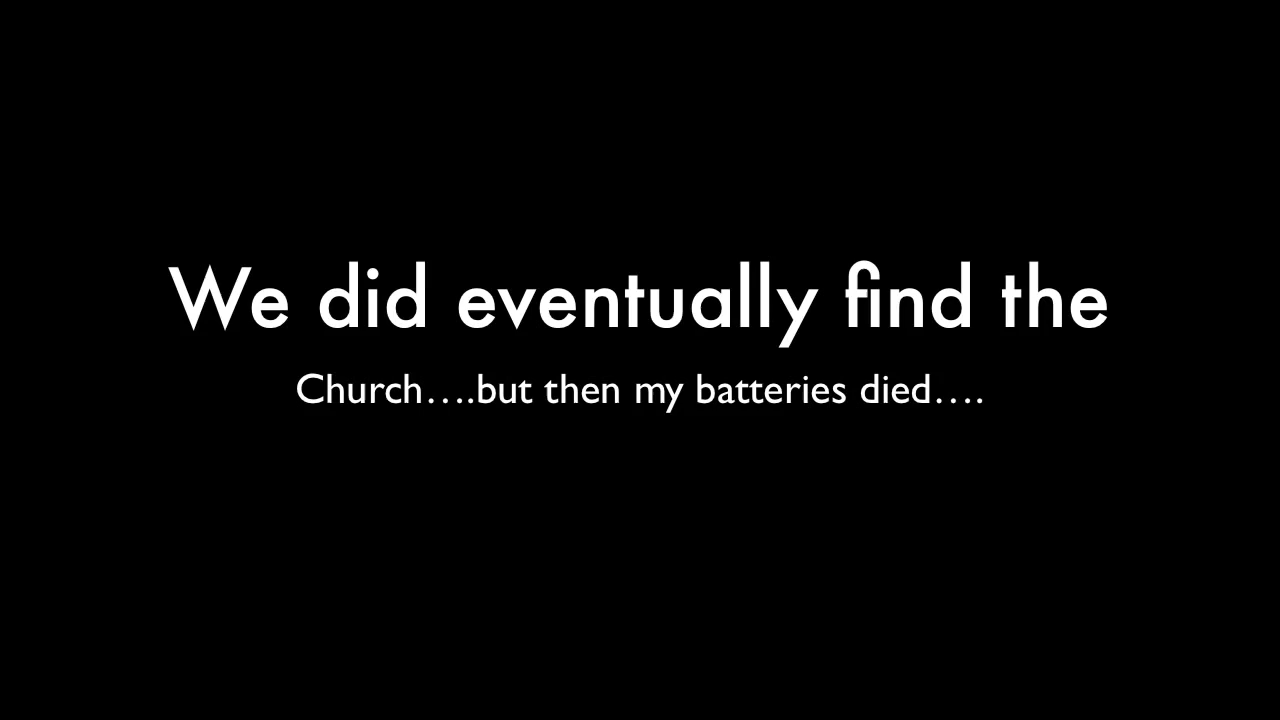 We did eventually find the
Church....but then my batteries died....